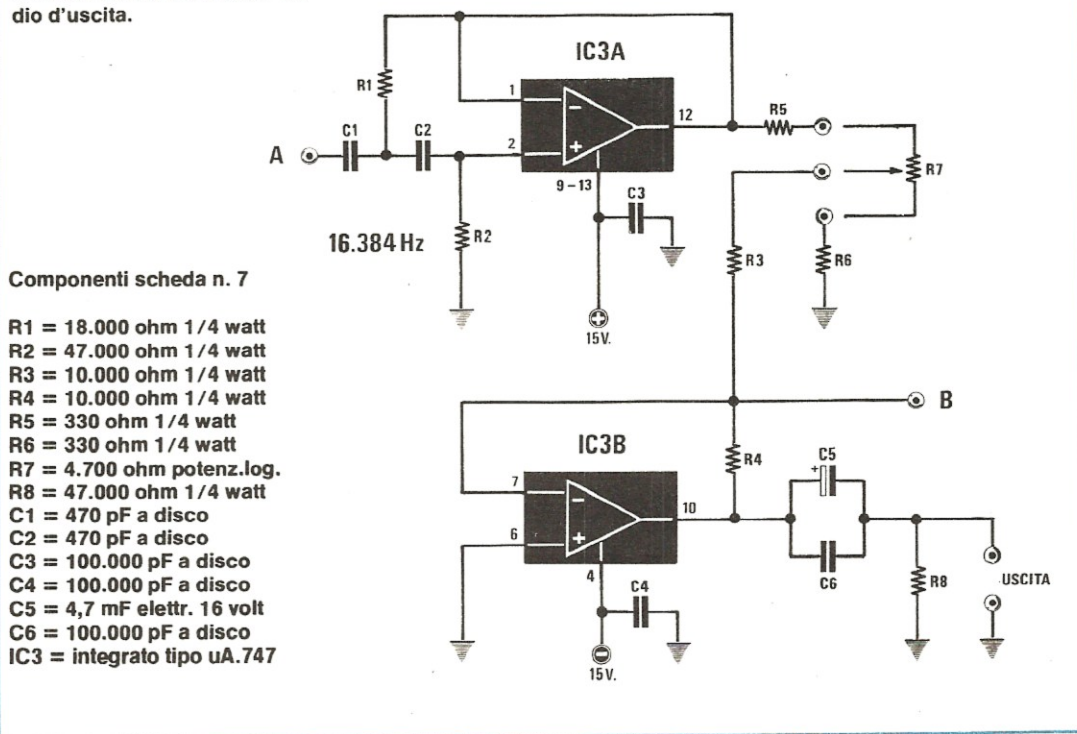 dio d'uscita.
IC3A
R1
1
12
R5
C1
C2
A
2
R7
9-13
C3
16.384 Hz
R2
R3
R6
15V.
Componenti scheda n. 7
R1 = 18.000 ohm 1/4 watt
R2 = 47.000 ohm 1/4 watt
R3 = 10.000 ohm 1/4 watt
R4 = 10.000 ohm 1/4 watt
R5 = 330 ohm 1/4 watt
R6 = 330 ohm 1/4 watt
R7 = 4.700 ohm potenz.log.
R8 = 47.000 ohm 1/4 watt
C1 = 470 pF a disco
C2 = 470 pF a disco
C3 = 100.000 pF a disco
C4 = 100.000 pF a disco
C5 = 4,7 mF elettr. 16 volt
C6 = 100.000 pF a disco
IC3 = integrato tipo uA.747
B
IC3B
R4
C5
7
10
6
C6
R8
USCITA
4
C4
15V.